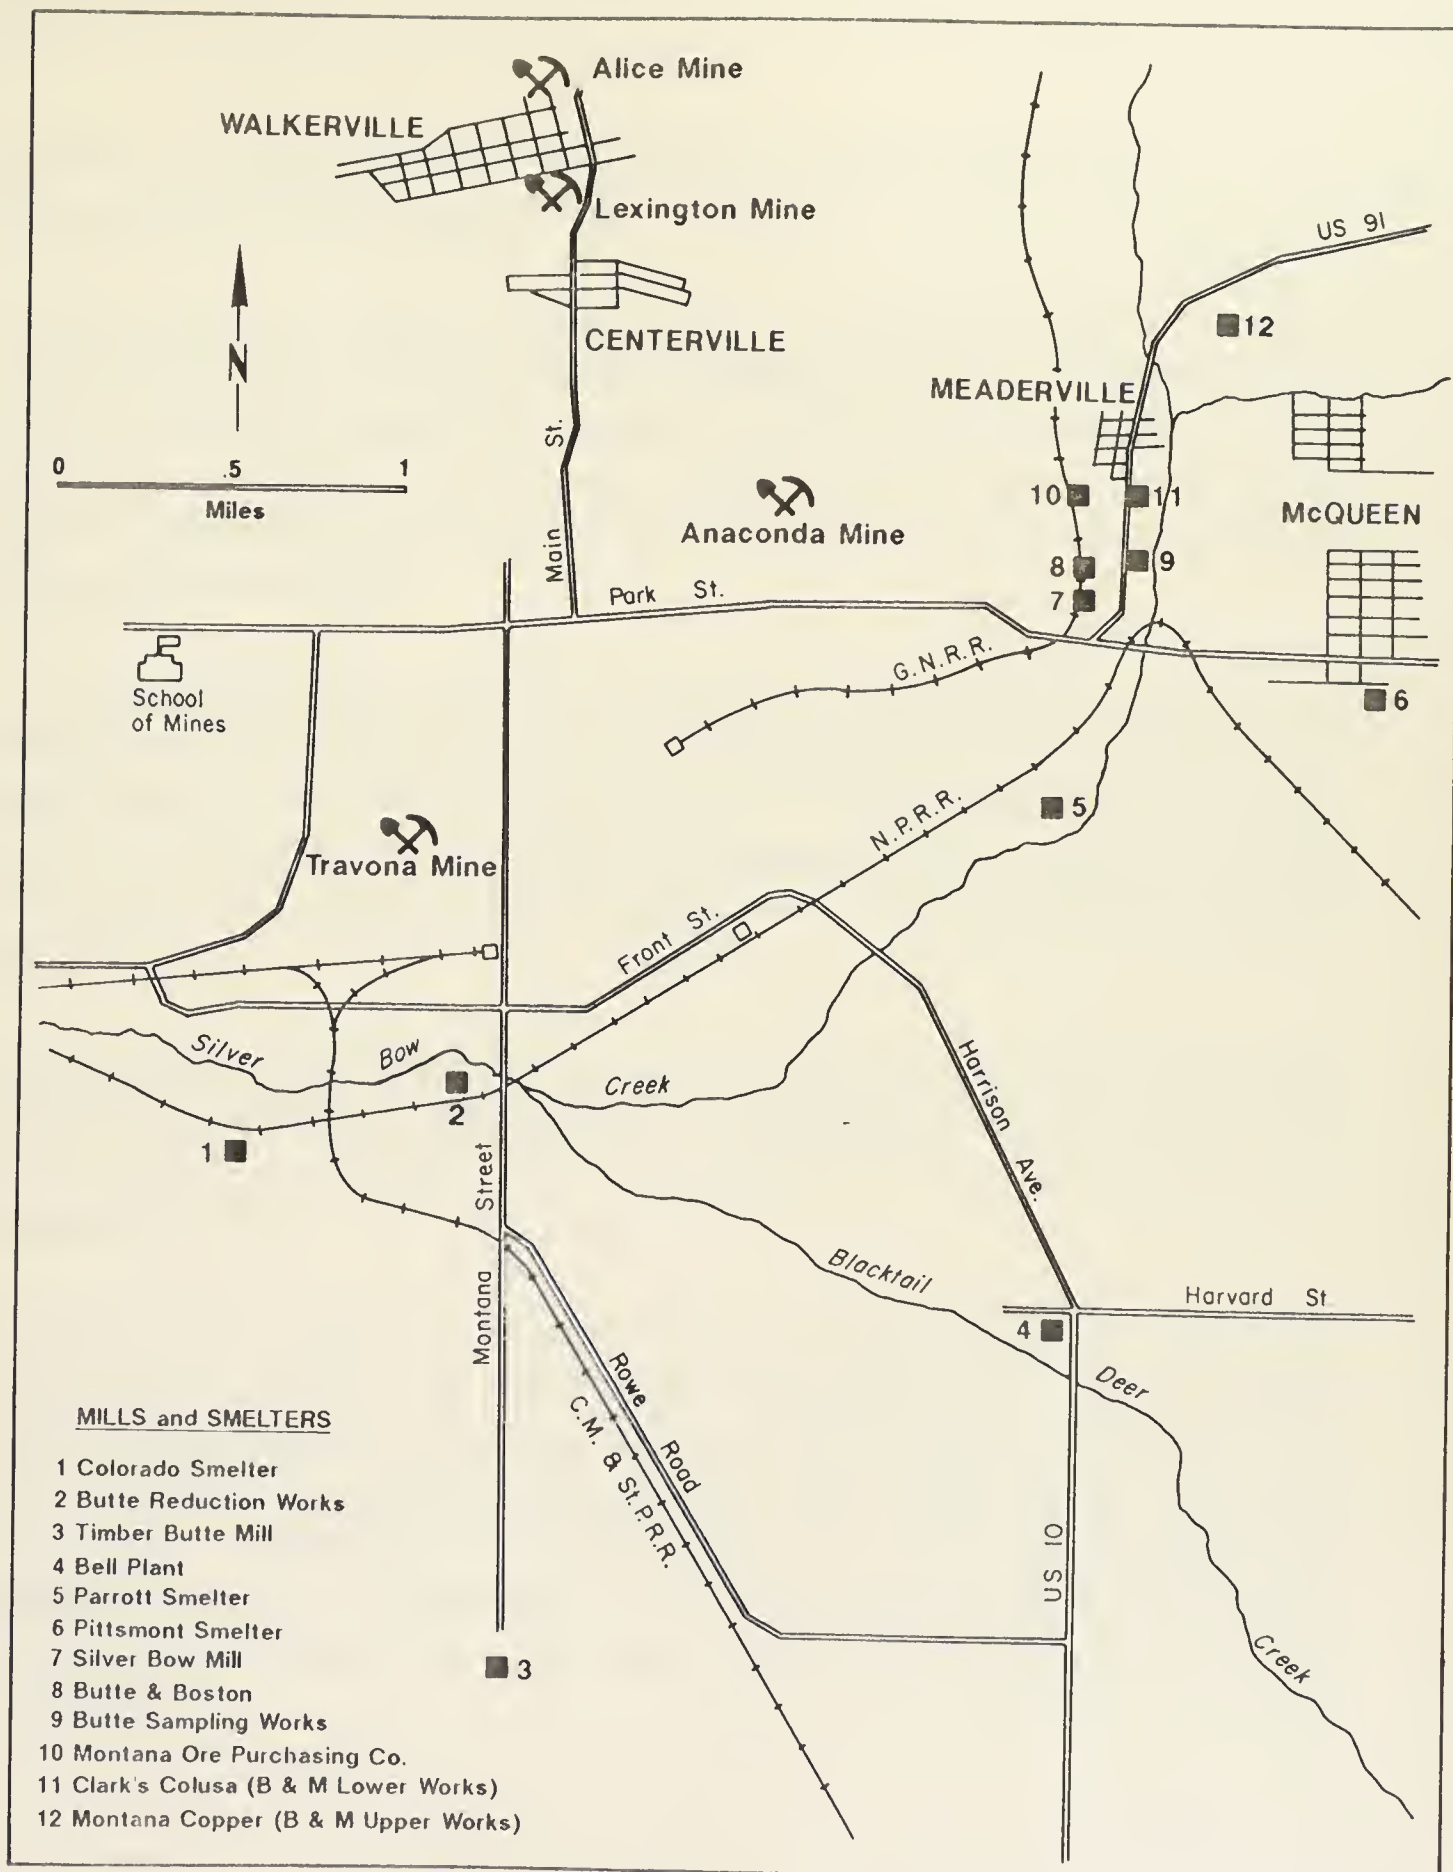 Alice Mine
WALKERVILLE
Lexington Mine
US 91
N
CENTERVILLE
12
MEADERVILLE
0 .5 1
Miles
Main St.
Anaconda Mine
10
11
McQUEEN
8
9
7
Park St.
G.N.R.R.
School
of Mines
6
5
N.P.R.R.
Travona Mine
Front St.
Silver Bow Creek
Harrison Ave.
2
1
Montana Street
Blacktail Deer Creek
Harvard St
4
Rowe Road
C.M. & St.P.R.R.
US 10
3
MILLS and SMELTERS
1 Colorado Smelter
2 Butte Reduction Works
3 Timber Butte Mill
4 Bell Plant
5 Parrott Smelter
6 Pittsmont Smelter
7 Silver Bow Mill
8 Butte & Boston
9 Butte Sampling Works
10 Montana Ore Purchasing Co.
11 Clark's Colusa (B & M Lower Works)
12 Montana Copper (B & M Upper Works)